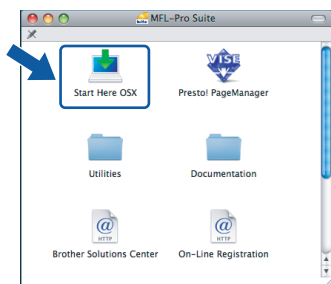 MFL-Pro Suite
Start Here OSX
VISE
Presto! PageManager
Utilities
Documentation
@
HTTP
@
HTTP
Brother Solutions Center
On-Line Registration